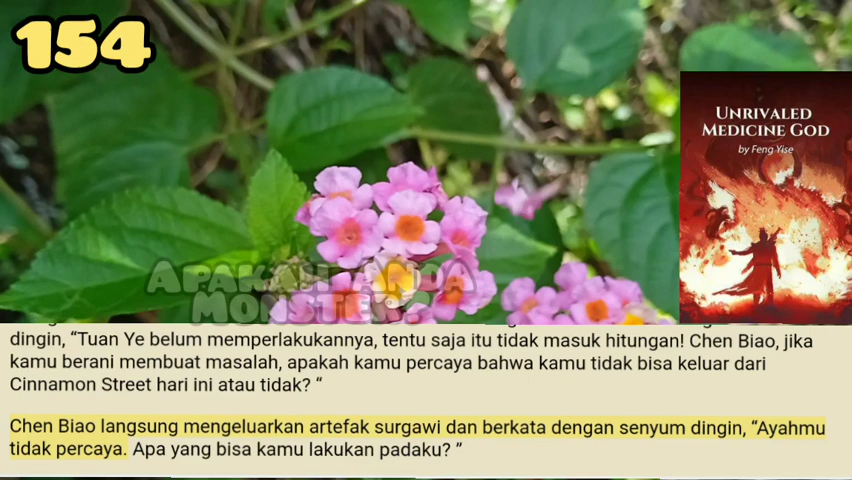 154
UNRIVALED
MEDICINE GOD
by Feng Yise
APAKAH ANDA
MONSTER?
dingin, “Tuan Ye belum memperlakukannya, tentu saja itu tidak masuk hitungan! Chen Biao, jika
kamu berani membuat masalah, apakah kamu percaya bahwa kamu tidak bisa keluar dari
Cinnamon Street hari ini atau tidak? “
Chen Biao langsung mengeluarkan artefak surgawi dan berkata dengan senyum dingin, “Ayahmu
tidak percaya. Apa yang bisa kamu lakukan padaku? ”